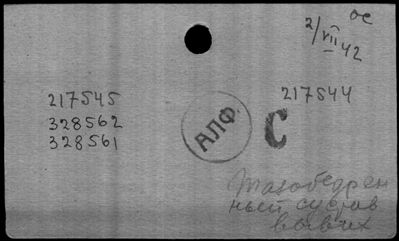 ос
2/VII 42
217545
217544
328562
328561
АЛФ
С
Тазобедрен
ный сустав
вывих